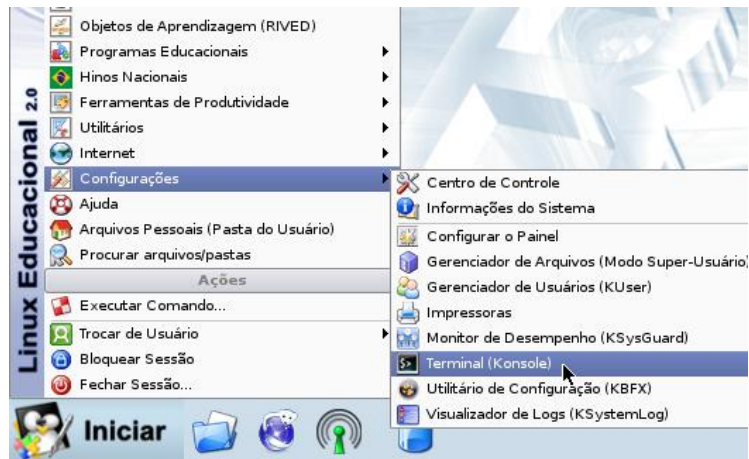 Objetos de Aprendizagem (RIVED)
Programas Educacionais
Hinos Nacionais
Ferramentas de Produtividade
Utilitários
Internet
Configurações
Ajuda
Arquivos Pessoais (Pasta do Usuário)
Procurar arquivos/pastas
Ações
Executar Comando...
Trocar de Usuário
Bloquear Sessão
Fechar Sessão...
Linux Educacional 2.0
Centro de Controle
Informações do Sistema
Configurar o Painel
Gerenciador de Arquivos (Modo Super-Usuário)
Gerenciador de Usuários (KUser)
Impressoras
Monitor de Desempenho (KSysGuard)
Terminal (Konsole)
Utilitário de Configuração (KBFX)
Visualizador de Logs (KSystemLog)
Iniciar